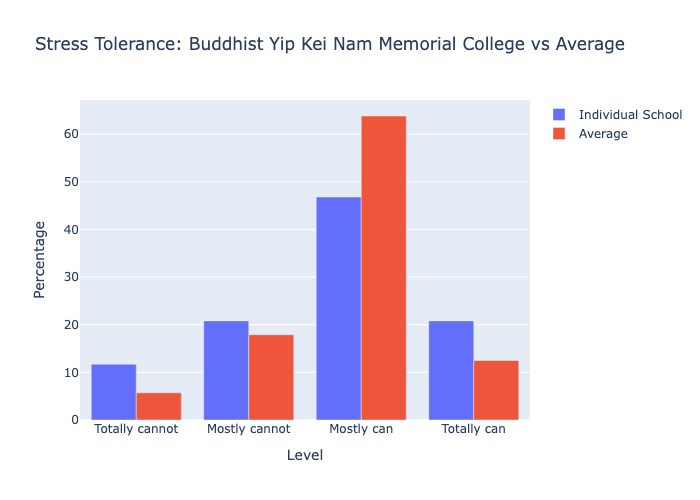 Stress Tolerance: Buddhist Yip Kei Nam Memorial College vs Average
Individual School
Average
Percentage
60
50
40
30
20
10
0
Totally cannot
Mostly cannot
Mostly can
Totally can
Level